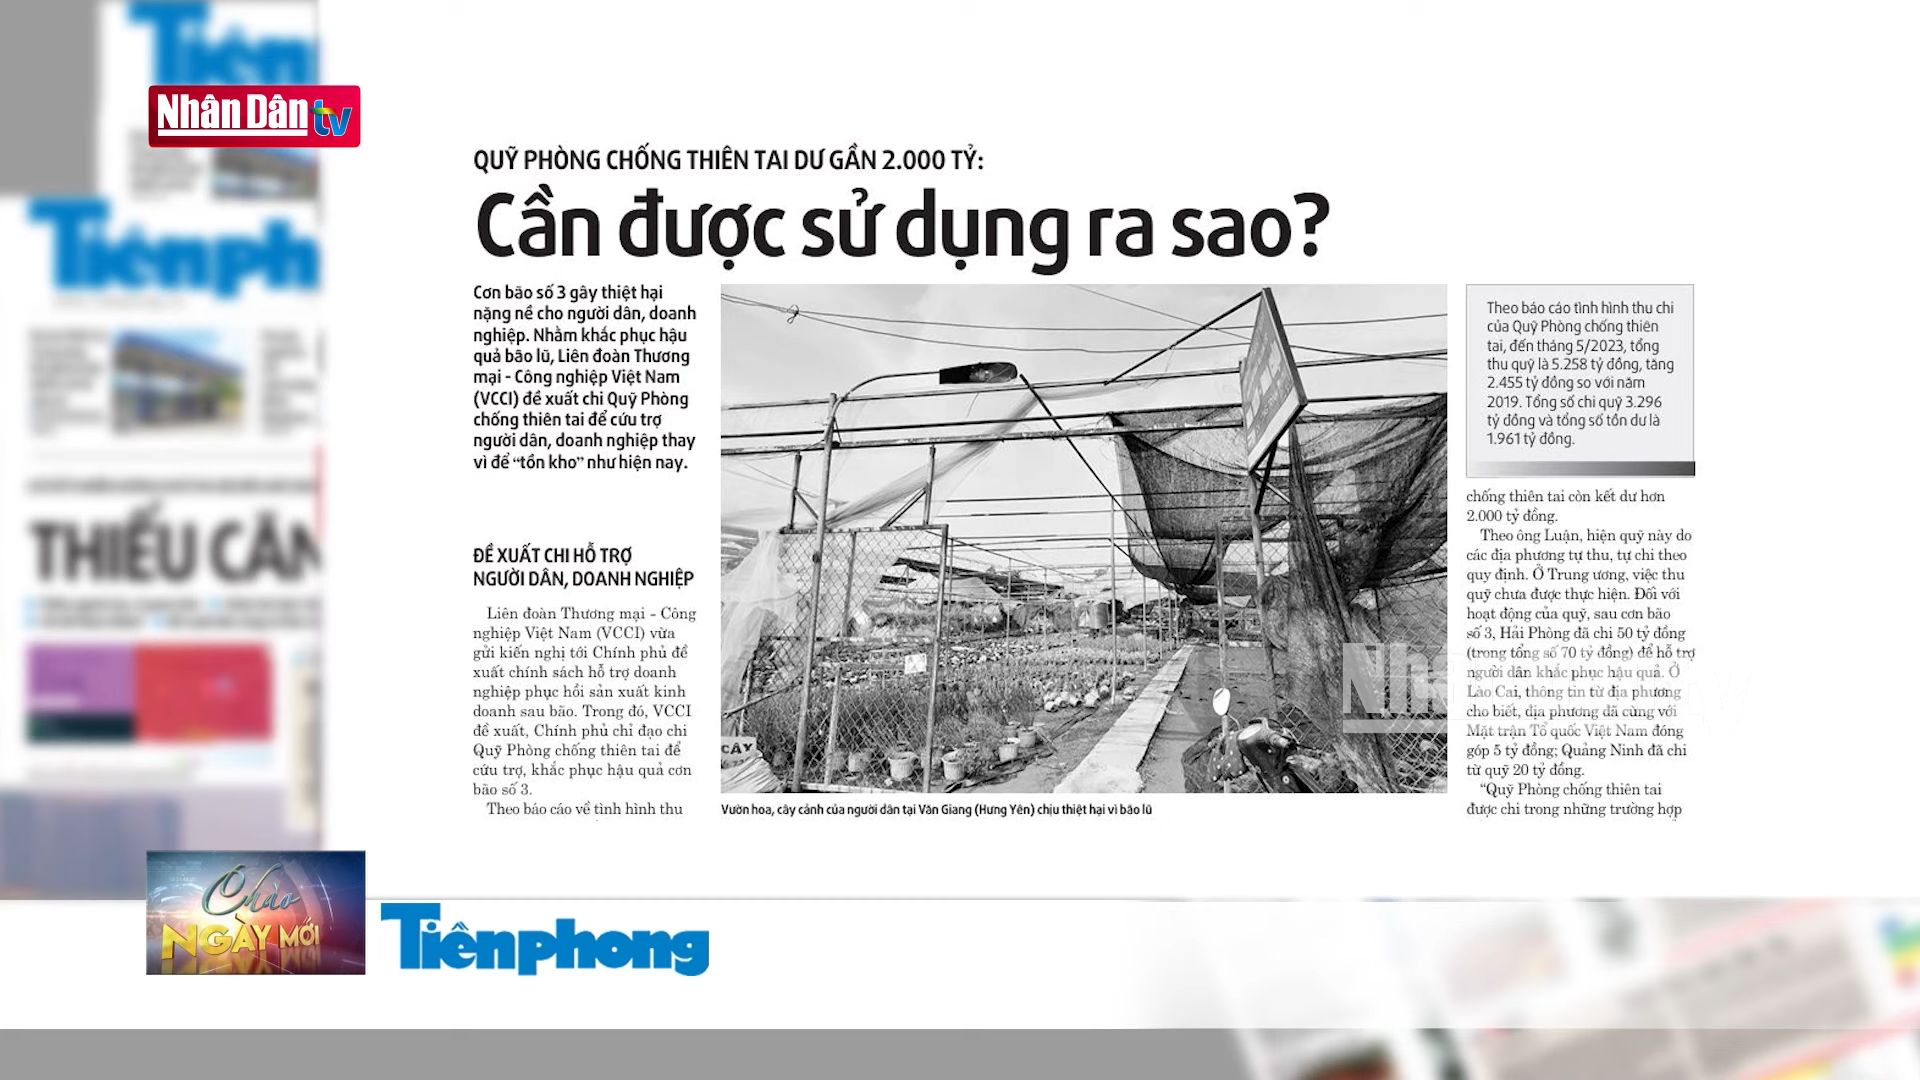 Nhân Dân tv
QUỸ PHÒNG CHỐNG THIÊN TAI DƯ GẦN 2.000 TỶ:
Cần được sử dụng ra sao?
Cơn bão số 3 gây thiệt hại
nặng nề cho người dân, doanh
nghiệp. Nhằm khắc phục hậu
quả bão lũ, Liên đoàn Thương
mại - Công nghiệp Việt Nam
(VCCI) đề xuất chi Quỹ Phòng
chống thiên tai để cứu trợ
người dân, doanh nghiệp thay
vì để “tồn kho” như hiện nay.
ĐỀ XUẤT CHI HỖ TRỢ
NGƯỜI DÂN, DOANH NGHIỆP
Liên đoàn Thương mại - Công
nghiệp Việt Nam (VCCI) vừa
gửi kiến nghị tới Chính phủ đề
xuất chính sách hỗ trợ doanh
nghiệp phục hồi sản xuất kinh
doanh sau bão. Trong đó, VCCI
đề xuất, Chính phủ chỉ đạo chi
Quỹ Phòng chống thiên tai để
cứu trợ, khắc phục hậu quả cơn
bão số 3.
Theo báo cáo về tình hình thu
CÂY
Vườn hoa, cây cảnh của người dân tại Văn Giang (Hưng Yên) chịu thiệt hại vì bão lũ
Theo báo cáo tình hình thu chi
của Quỹ Phòng chống thiên
tai, đến tháng 5/2023, tổng
thu quỹ là 5.258 tỷ đồng, tăng
2.455 tỷ đồng so với năm
2019. Tổng số chi quỹ 3.296
tỷ đồng và tổng số tồn dư là
1.961 tỷ đồng.
chống thiên tai còn kết dư hơn
2.000 tỷ đồng.
Theo ông Luận, hiện quỹ này do
các địa phương tự thu, tự chi theo
quy định. Ở Trung ương, việc thu
quỹ chưa được thực hiện. Đối với
hoạt động của quỹ, sau cơn bão
số 3, Hải Phòng đã chi 50 tỷ đồng
(trong tổng số 70 tỷ đồng) để hỗ trợ
người dân khắc phục hậu quả. Ở
Lào Cai, thông tin từ địa phương
cho biết, địa phương đã cùng với
Mặt trận Tổ quốc Việt Nam đóng
góp 5 tỷ đồng; Quảng Ninh đã chi
từ quỹ 20 tỷ đồng.
“Quỹ Phòng chống thiên tai
được chi trong những trường hợp
Tiền
Tiền ph
THIẾU CĂN
Chào
NGÀY MỚI
Tiền phong